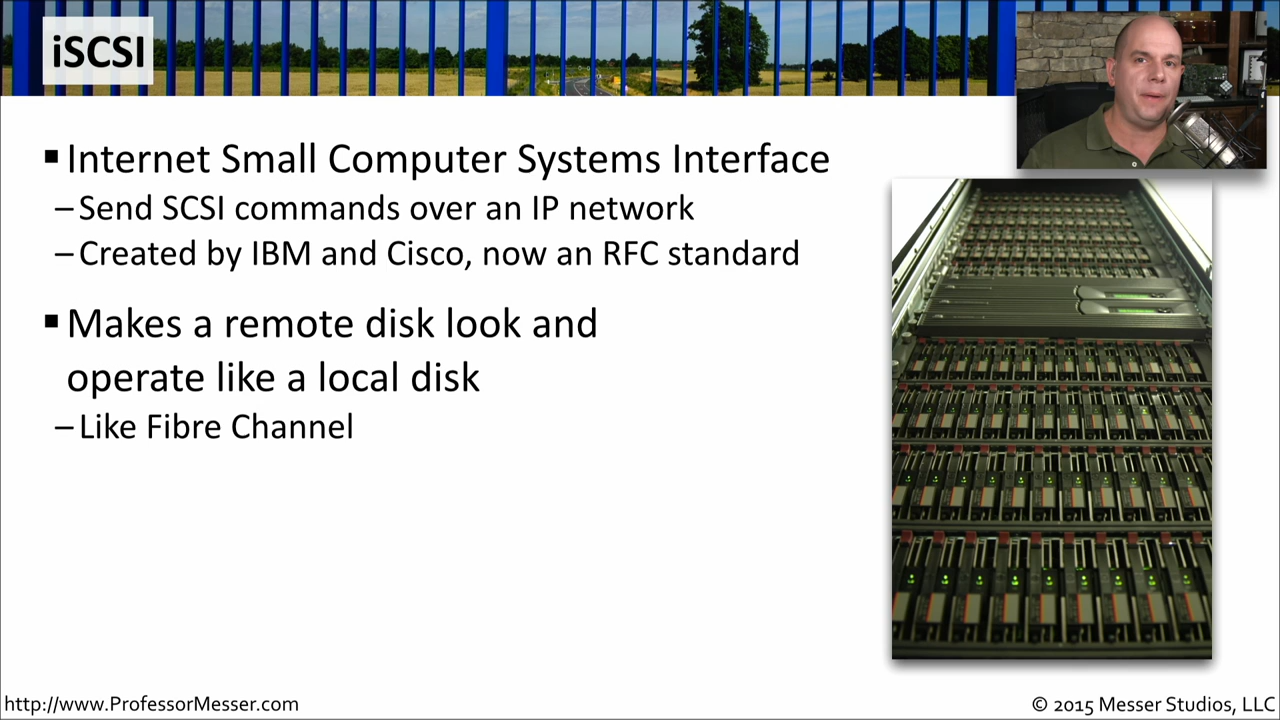 iSCSI
▪ Internet Small Computer Systems Interface
– Send SCSI commands over an IP network
– Created by IBM and Cisco, now an RFC standard
▪ Makes a remote disk look and
operate like a local disk
– Like Fibre Channel
http://www.ProfessorMesser.com
© 2015 Messer Studios, LLC